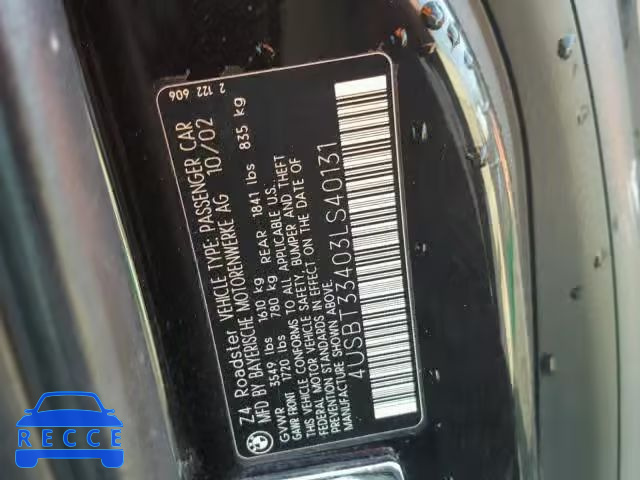 2 122 606
Z4 Roadster VEHICLE TYPE: PASSENGER CAR
MFD BY BAYERISCHE MOTORENWERKE AG 10/02
GVWR 3549 lbs 1610 kg REAR 1841 lbs 835 kg
GAWR FRONT 1720 lbs 780 kg
THIS VEHICLE CONFORMS TO ALL APPLICABLE U.S.
FEDERAL MOTOR VEHICLE SAFETY, BUMPER AND THEFT
PREVENTION STANDARDS IN EFFECT ON THE DATE OF
MANUFACTURE SHOWN ABOVE.
4USBT33403LS40131
RECCE